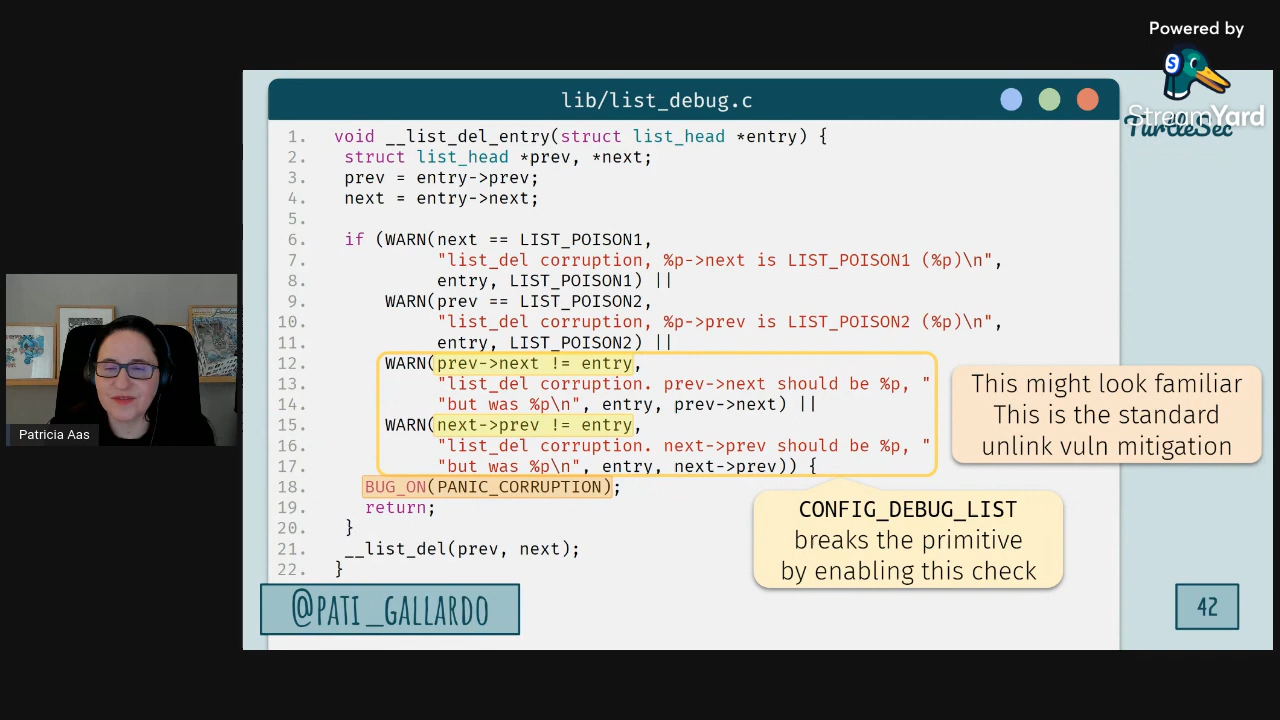 Powered by
StreamYard
TurtleSec
lib/list_debug.c
1. void __list_del_entry(struct list_head *entry) {
2. struct list_head *prev, *next;
3. prev = entry->prev;
4. next = entry->next;
5.
6. if (WARN(next == LIST_POISON1,
7. "list_del corruption, %p->next is LIST_POISON1 (%p)\n",
8. entry, LIST_POISON1) ||
9. WARN(prev == LIST_POISON2,
10. "list_del corruption, %p->prev is LIST_POISON2 (%p)\n",
11. entry, LIST_POISON2) ||
12. WARN(prev->next != entry,
13. "list_del corruption. prev->next should be %p, "
14. "but was %p\n", entry, prev->next) ||
15. WARN(next->prev != entry,
16. "list_del corruption. next->prev should be %p, "
17. "but was %p\n", entry, next->prev)) {
18. BUG_ON(PANIC_CORRUPTION);
19. return;
20. }
21. __list_del(prev, next);
22. }
This might look familiar
This is the standard
unlink vuln mitigation
CONFIG_DEBUG_LIST
breaks the primitive
by enabling this check
Patricia Aas
@PATI_GALLARDO
42